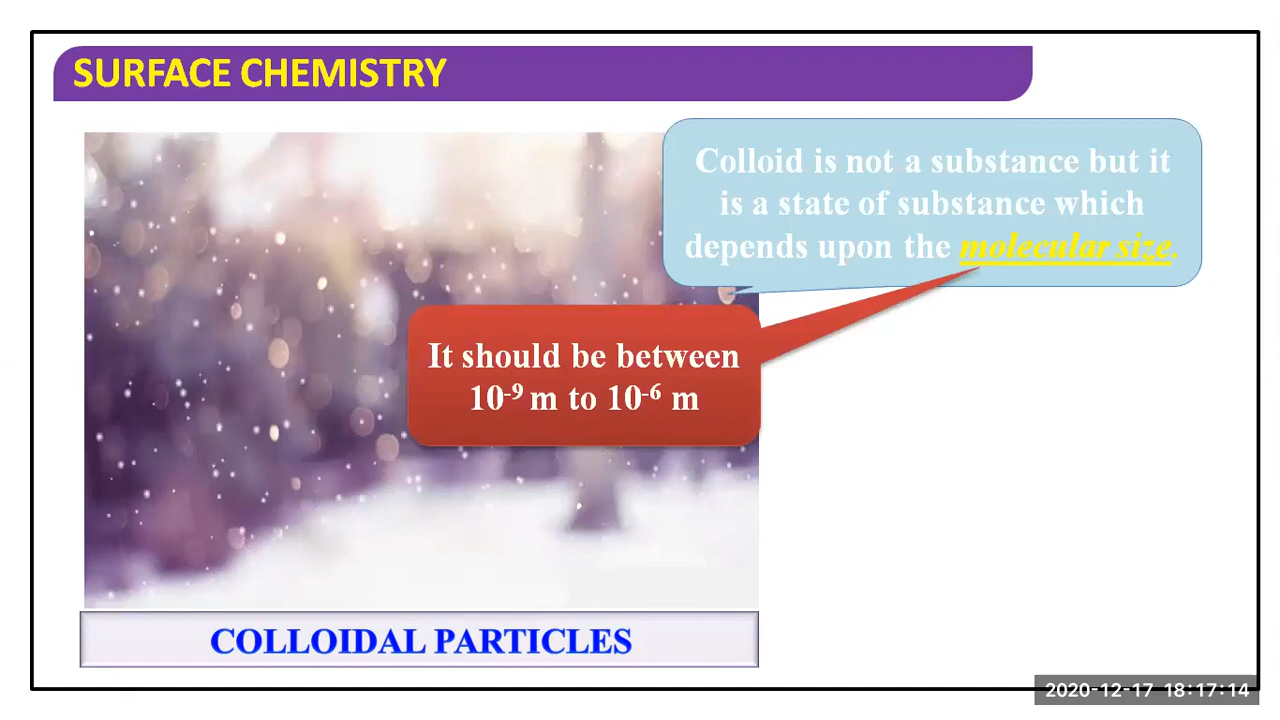 SURFACE CHEMISTRY
Colloid is not a substance but it
is a state of substance which
depends upon the molecular size.
It should be between
10⁻⁹ m to 10⁻⁶ m
COLLOIDAL PARTICLES
2020-12-17 18:17:14